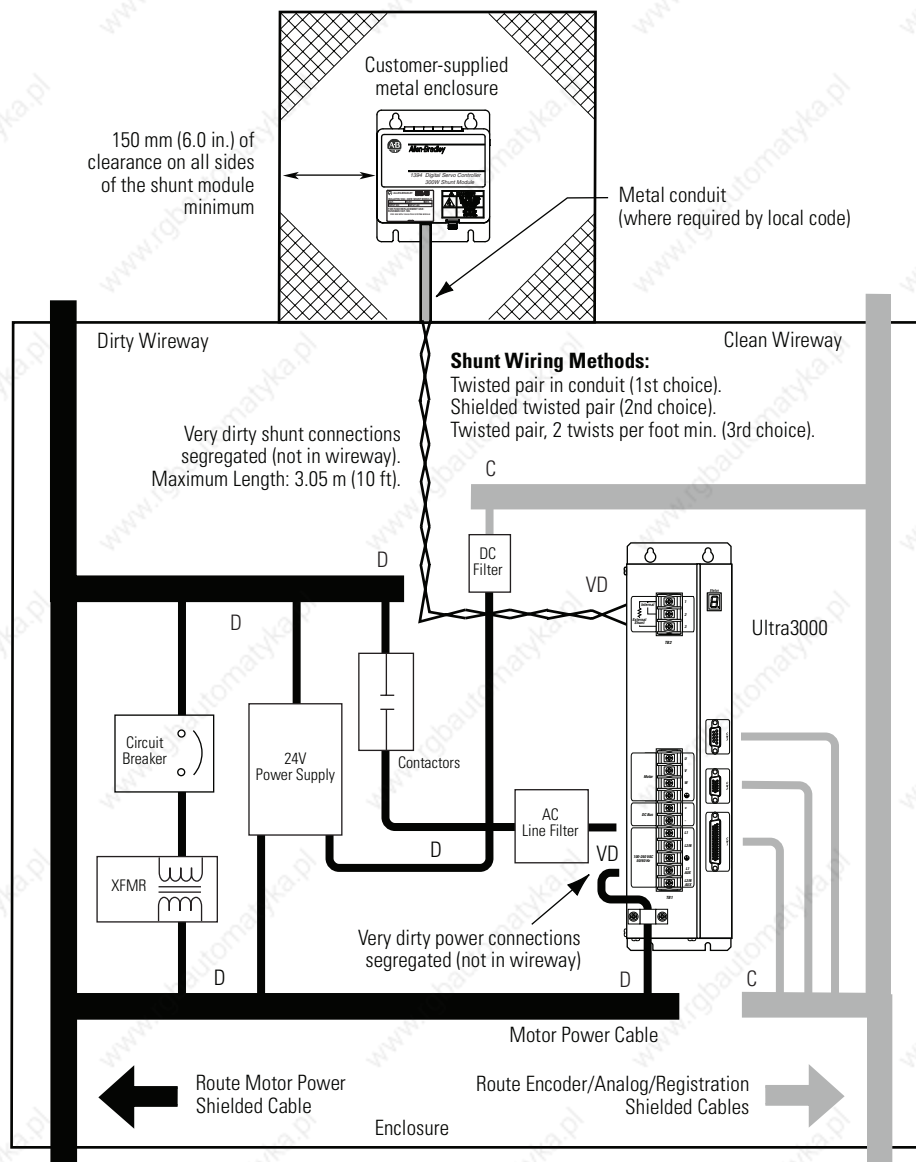 Customer-supplied
metal enclosure
150 mm (6.0 in.) of
clearance on all sides
of the shunt module
minimum
Allen-Bradley
1394 Digital Servo Controller
300W Shunt Module
Metal conduit
(where required by local code)
Dirty Wireway
Clean Wireway
Shunt Wiring Methods:
Twisted pair in conduit (1st choice).
Shielded twisted pair (2nd choice).
Twisted pair, 2 twists per foot min. (3rd choice).
Very dirty shunt connections
segregated (not in wireway).
Maximum Length: 3.05 m (10 ft).
C
D
DC
Filter
VD
D
Ultra3000
Circuit
Breaker
24V
Power Supply
Contactors
AC
Line Filter
D
VD
XFMR
Motor
DC Bus
TB2
TB1
Very dirty power connections
segregated (not in wireway)
D
D
C
Motor Power Cable
Route Motor Power
Shielded Cable
Route Encoder/Analog/Registration
Shielded Cables
Enclosure
www.rgbautomatyka.pl